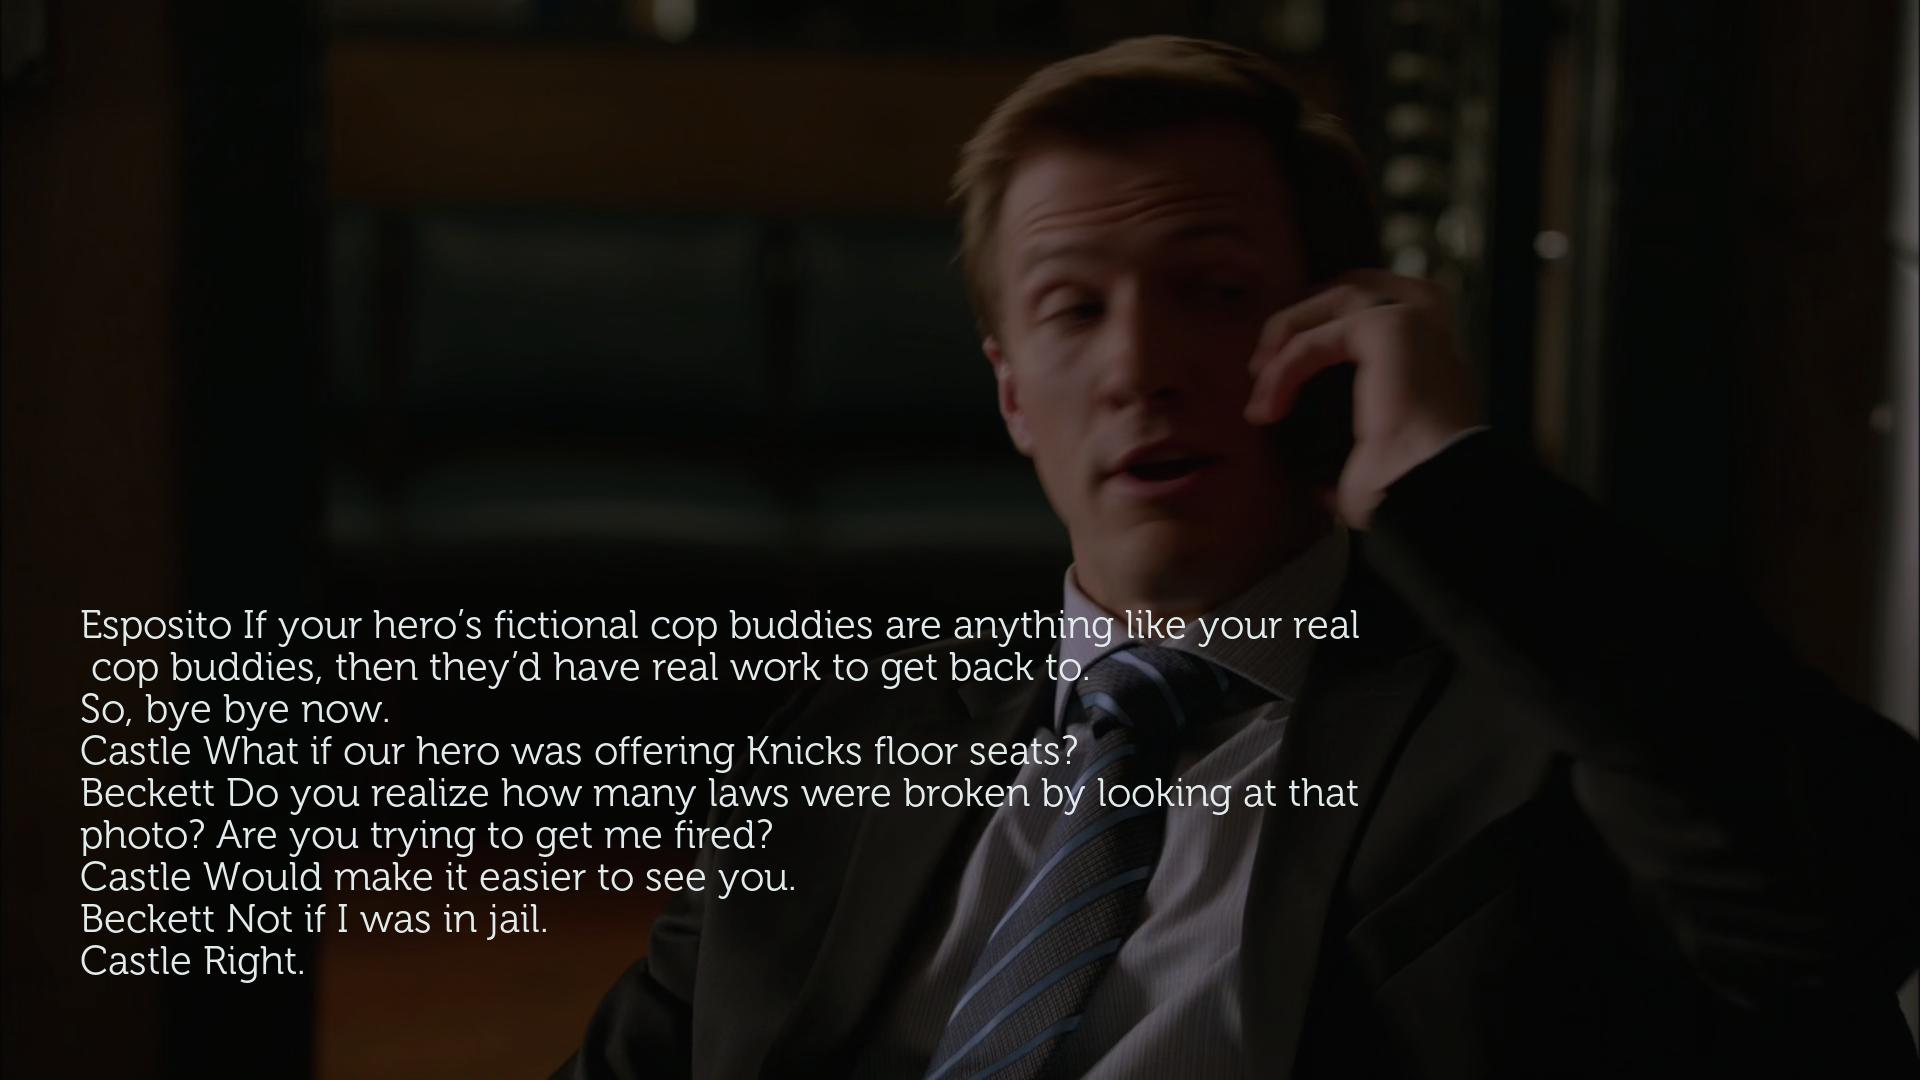 Esposito If your hero’s fictional cop buddies are anything like your real
cop buddies, then they’d have real work to get back to.
So, bye bye now.
Castle What if our hero was offering Knicks floor seats?
Beckett Do you realize how many laws were broken by looking at that
photo? Are you trying to get me fired?
Castle Would make it easier to see you.
Beckett Not if I was in jail.
Castle Right.